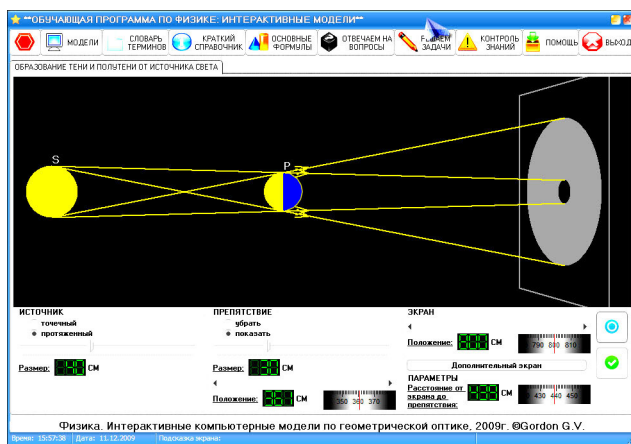 **ОБУЧАЮЩАЯ ПРОГРАММА ПО ФИЗИКЕ: ИНТЕРАКТИВНЫЕ МОДЕЛИ**
МОДЕЛИ
СЛОВАРЬ ТЕРМИНОВ
КРАТКИЙ СПРАВОЧНИК
ОСНОВНЫЕ ФОРМУЛЫ
ОТВЕЧАЕМ НА ВОПРОСЫ
РЕШАЕМ ЗАДАЧИ
КОНТРОЛЬ ЗНАНИЙ
ПОМОЩЬ
ВЫХОД
ОБРАЗОВАНИЕ ТЕНИ И ПОЛУТЕНИ ОТ ИСТОЧНИКА СВЕТА
S
P
ИСТОЧНИК
точечный
протяженный
Размер: СМ
ПРЕПЯТСТВИЕ
убрать
показать
Размер: СМ
Положение: СМ
350 360 370
ЭКРАН
Положение: СМ
790 800 810
Дополнительный экран
ПАРАМЕТРЫ
Расстояние от экрана до препятствия: СМ
430 440 450
Физика. Интерактивные компьютерные модели по геометрической оптике, 2009г. ©Gordon G.V.
Время: 15:57:38
Дата: 11.12.2009
Подсказка экрана: